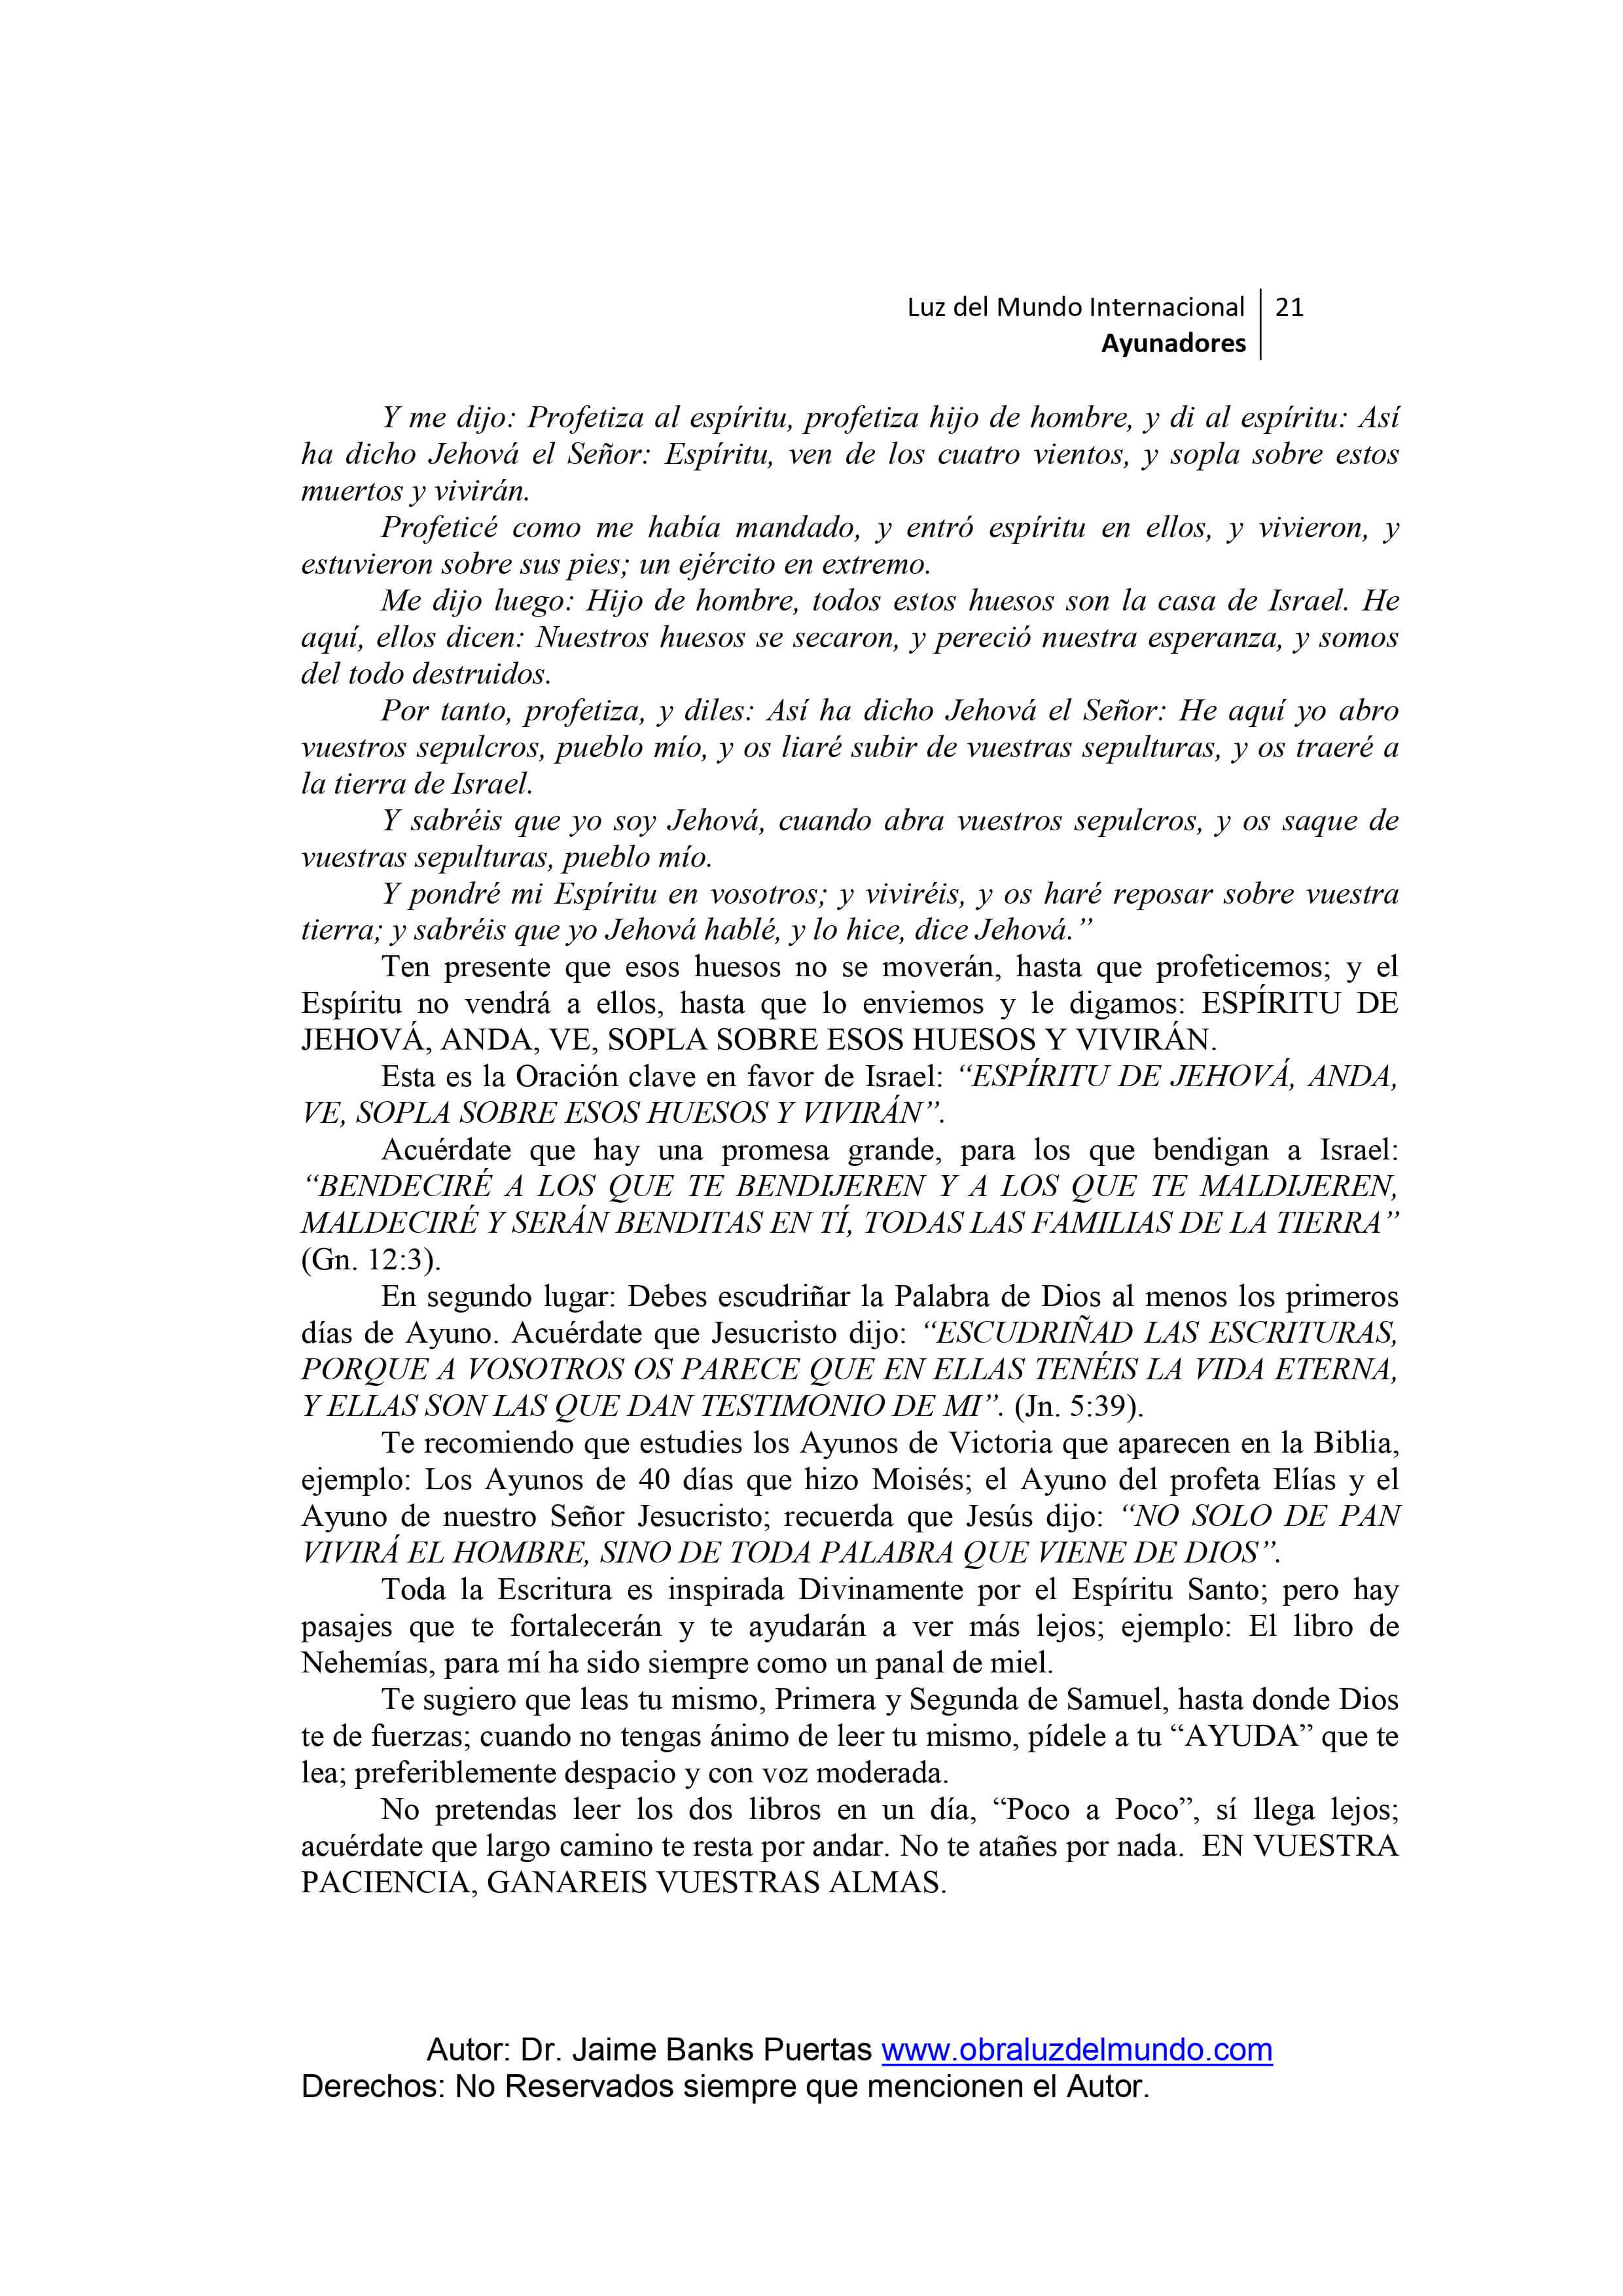 Luz del Mundo Internacional 21
Ayunadores
Y me dijo: Profetiza al espíritu, profetiza hijo de hombre, y di al espíritu: Así
ha dicho Jehová el Señor: Espíritu, ven de los cuatro vientos, y sopla sobre estos
muertos y vivirán.
Profeticé como me había mandado, y entró espíritu en ellos, y vivieron, y
estuvieron sobre sus pies; un ejército en extremo.
Me dijo luego: Hijo de hombre, todos estos huesos son la casa de Israel. He
aquí, ellos dicen: Nuestros huesos se secaron, y pereció nuestra esperanza, y somos
del todo destruidos.
Por tanto, profetiza, y diles: Así ha dicho Jehová el Señor: He aquí yo abro
vuestros sepulcros, pueblo mío, y os liaré subir de vuestras sepulturas, y os traeré a
la tierra de Israel.
Y sabréis que yo soy Jehová, cuando abra vuestros sepulcros, y os saque de
vuestras sepulturas, pueblo mío.
Y pondré mi Espíritu en vosotros; y viviréis, y os haré reposar sobre vuestra
tierra; y sabréis que yo Jehová hablé, y lo hice, dice Jehová.”
Ten presente que esos huesos no se moverán, hasta que profeticemos; y el
Espíritu no vendrá a ellos, hasta que lo enviemos y le digamos: ESPÍRITU DE
JEHOVÁ, ANDA, VE, SOPLA SOBRE ESOS HUESOS Y VIVIRÁN.
Esta es la Oración clave en favor de Israel: “ESPÍRITU DE JEHOVÁ, ANDA,
VE, SOPLA SOBRE ESOS HUESOS Y VIVIRÁN”.
Acuérdate que hay una promesa grande, para los que bendigan a Israel:
“BENDECIRÉ A LOS QUE TE BENDIJEREN Y A LOS QUE TE MALDIJEREN,
MALDECIRÉ Y SERÁN BENDITAS EN TÍ, TODAS LAS FAMILIAS DE LA TIERRA”
(Gn. 12:3).
En segundo lugar: Debes escudriñar la Palabra de Dios al menos los primeros
días de Ayuno. Acuérdate que Jesucristo dijo: “ESCUDRIÑAD LAS ESCRITURAS,
PORQUE A VOSOTROS OS PARECE QUE EN ELLAS TENÉIS LA VIDA ETERNA,
Y ELLAS SON LAS QUE DAN TESTIMONIO DE MI”. (Jn. 5:39).
Te recomiendo que estudies los Ayunos de Victoria que aparecen en la Biblia,
ejemplo: Los Ayunos de 40 días que hizo Moisés; el Ayuno del profeta Elías y el
Ayuno de nuestro Señor Jesucristo; recuerda que Jesús dijo: “NO SOLO DE PAN
VIVIRÁ EL HOMBRE, SINO DE TODA PALABRA QUE VIENE DE DIOS”.
Toda la Escritura es inspirada Divinamente por el Espíritu Santo; pero hay
pasajes que te fortalecerán y te ayudarán a ver más lejos; ejemplo: El libro de
Nehemías, para mí ha sido siempre como un panal de miel.
Te sugiero que leas tu mismo, Primera y Segunda de Samuel, hasta donde Dios
te de fuerzas; cuando no tengas ánimo de leer tu mismo, pídele a tu “AYUDA” que te
lea; preferiblemente despacio y con voz moderada.
No pretendas leer los dos libros en un día, “Poco a Poco”, sí llega lejos;
acuérdate que largo camino te resta por andar. No te atañes por nada.  EN VUESTRA
PACIENCIA, GANAREIS VUESTRAS ALMAS.
Autor: Dr. Jaime Banks Puertas www.obraluzdelmundo.com
Derechos: No Reservados siempre que mencionen el Autor.